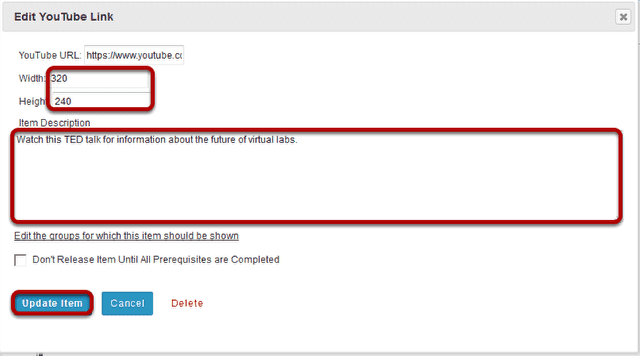 Edit YouTube Link
YouTube URL: https://www.youtube.cc
Width: 320
Heigh 240
Item Description
Watch this TED talk for information about the future of virtual labs.
Edit the groups for which this item should be shown
Don't Release Item Until All Prerequisites are Completed
Update Item Cancel Delete